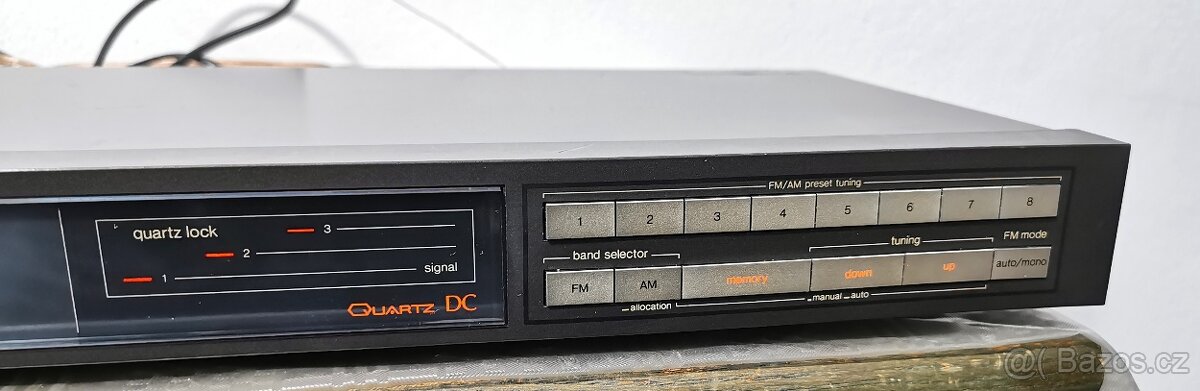 quartz lock
3
2
1
signal
QUARTZ DC
FM/AM preset tuning
1 2 3 4 5 6 7 8
band selector
tuning
FM mode
FM AM memory down up auto/mono
allocation
manual auto
@( Bazos.cz